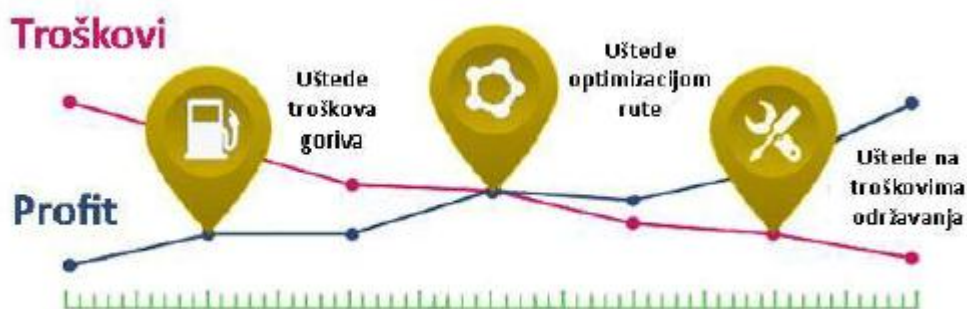 Troškovi
Uštede
troškova
goriva
Uštede
optimizacijom
rute
Profit
Uštede na
troškovima
održavanja